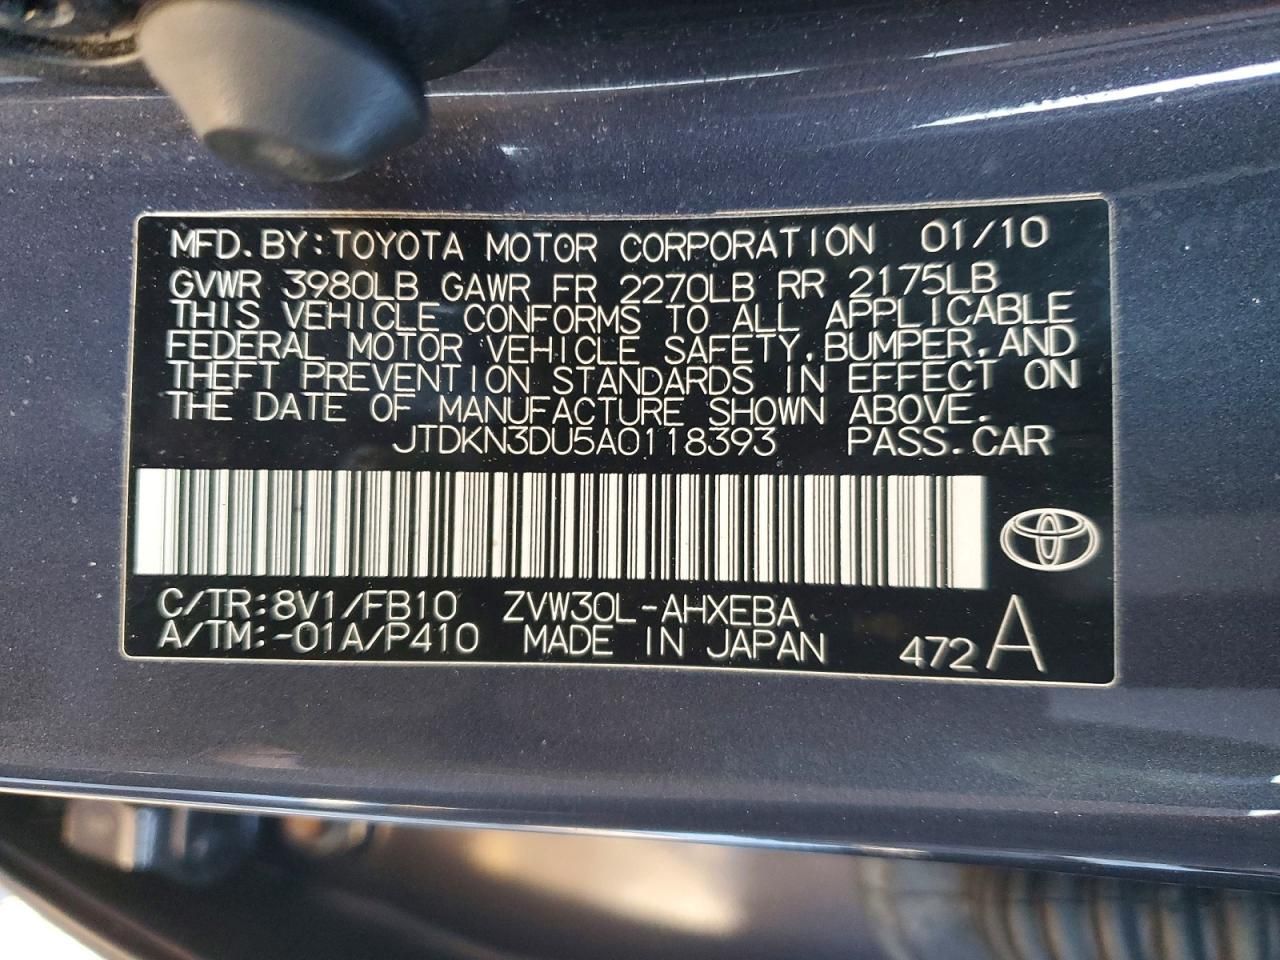 MFD.BY:TOYOTA MOTOR CORPORATION 01/10
GVWR 3980LB GAWR FR 2270LB RR 2175LB
THIS VEHICLE CONFORMS TO ALL APPLICABLE
FEDERAL MOTOR VEHICLE SAFETY,BUMPER,AND
THEFT PREVENTION STANDARDS IN EFFECT ON
THE DATE OF MANUFACTURE SHOWN ABOVE.
JTDKN3DU5A0118393 PASS.CAR
C/TR:8V1/FB10 ZVW30L-AHXEBA
A/TM:-01A/P410 MADE IN JAPAN 472 A